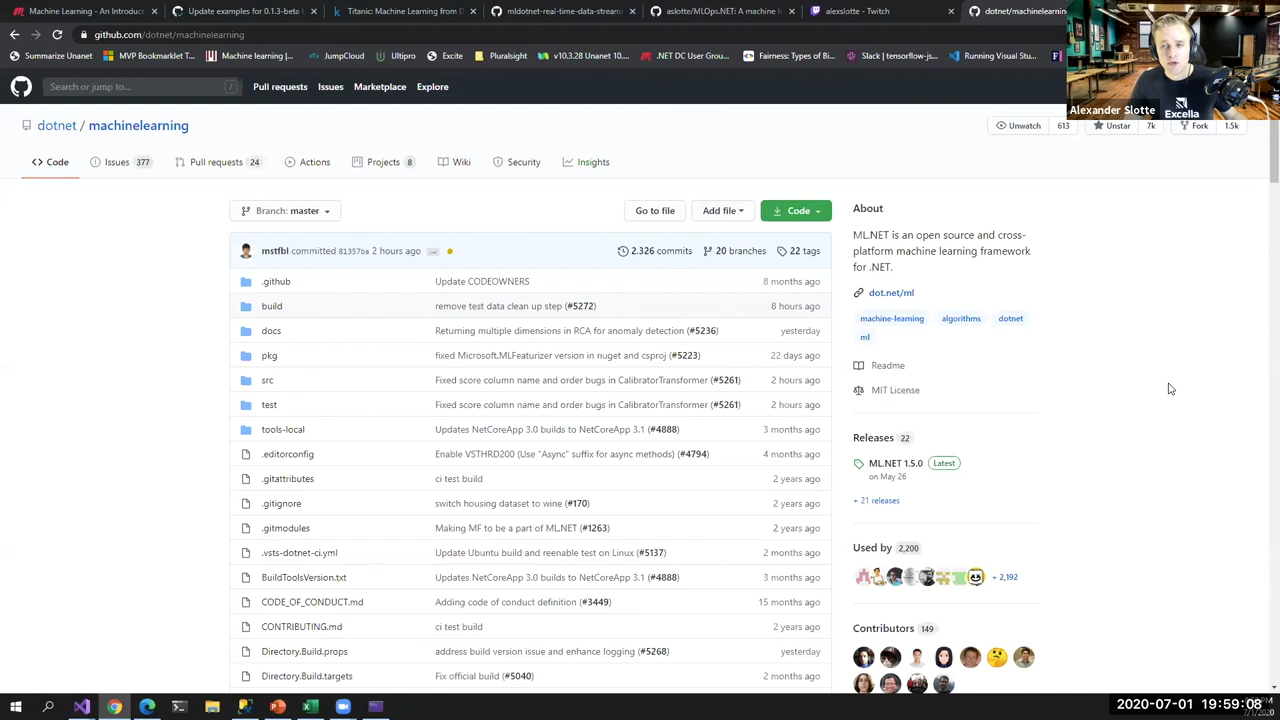 Machine Learning - An Introduct
Update examples for 0.1.3-beta b
Titanic: Machine Learning from D
mldotnet-real-time-data-stream
aslotte/MLOps.NET: A machine l
alexslotte - Twitch
dotnet/machinelearnin
github.com/dotnet/machinelearning
Summarize Unanet
MVP Bookmarklet T...
Machine learning |...
JumpCloud
Ultipro
Pluralsight
v10.3.28 Unanet 10....
.NET DC User Grou...
Fairness: Types of Bi...
Slack | tensorflow-i...
Running Visual Stu...
Alexander Slotte
Excella
Search or jump to...
/
Pull requests
Issues
Marketplace
Explore
dotnet / machinelearning
Unwatch 613
Unstar 7k
Fork 1.5k
Code
Issues 377
Pull requests 24
Actions
Projects 8
Wiki
Security
Insights
Branch: master
Go to file
Add file
Code
mstfbl committed 81357ba 2 hours ago ...
2,326 commits
20 branches
22 tags
.github Update CODEOWNERS 8 months ago
build remove test data clean up step (#5272) 8 hours ago
docs Returning multiple dimensions in RCA for anomaly detection (#5236) yesterday
pkg fixed Microsoft.MLFeaturizer version in nuget and csproj (#5223) 22 days ago
src Fixed score column name and order bugs in CalibratorTransformer (#5261) 2 hours ago
test Fixed score column name and order bugs in CalibratorTransformer (#5261) 2 hours ago
tools-local Updates NetCoreApp 3.0 builds to NetCoreApp 3.1 (#4888) 3 months ago
.editorconfig Enable VSTHRD200 (Use "Async" suffix for async methods) (#4794) 4 months ago
.gitattributes ci test build 2 years ago
.gitignore switch housing dataset to wine (#170) 2 years ago
.gitmodules Making MF to be a part of ML.NET (#1263) 2 years ago
.vsts-dotnet-ci.yml Update Ubuntu build and reenable test on Linux (#5137) 2 months ago
BuildToolsVersion.txt Updates NetCoreApp 3.0 builds to NetCoreApp 3.1 (#4888) 3 months ago
CODE_OF_CONDUCT.md Adding code of conduct definition (#3449) 15 months ago
CONTRIBUTING.md ci test build 2 years ago
Directory.Build.props address build version issue and enhance logging (#5268) yesterday
Directory.Build.targets Fix official build (#5040) 2 months ago
About
ML.NET is an open source and cross-
platform machine learning framework
for .NET.
dot.net/ml
machine-learning algorithms dotnet
ml
Readme
MIT License
Releases 22
ML.NET 1.5.0 Latest
on May 26
+ 21 releases
Used by 2,200
+ 2,192
Contributors 149
2020-07-01 19:59:08